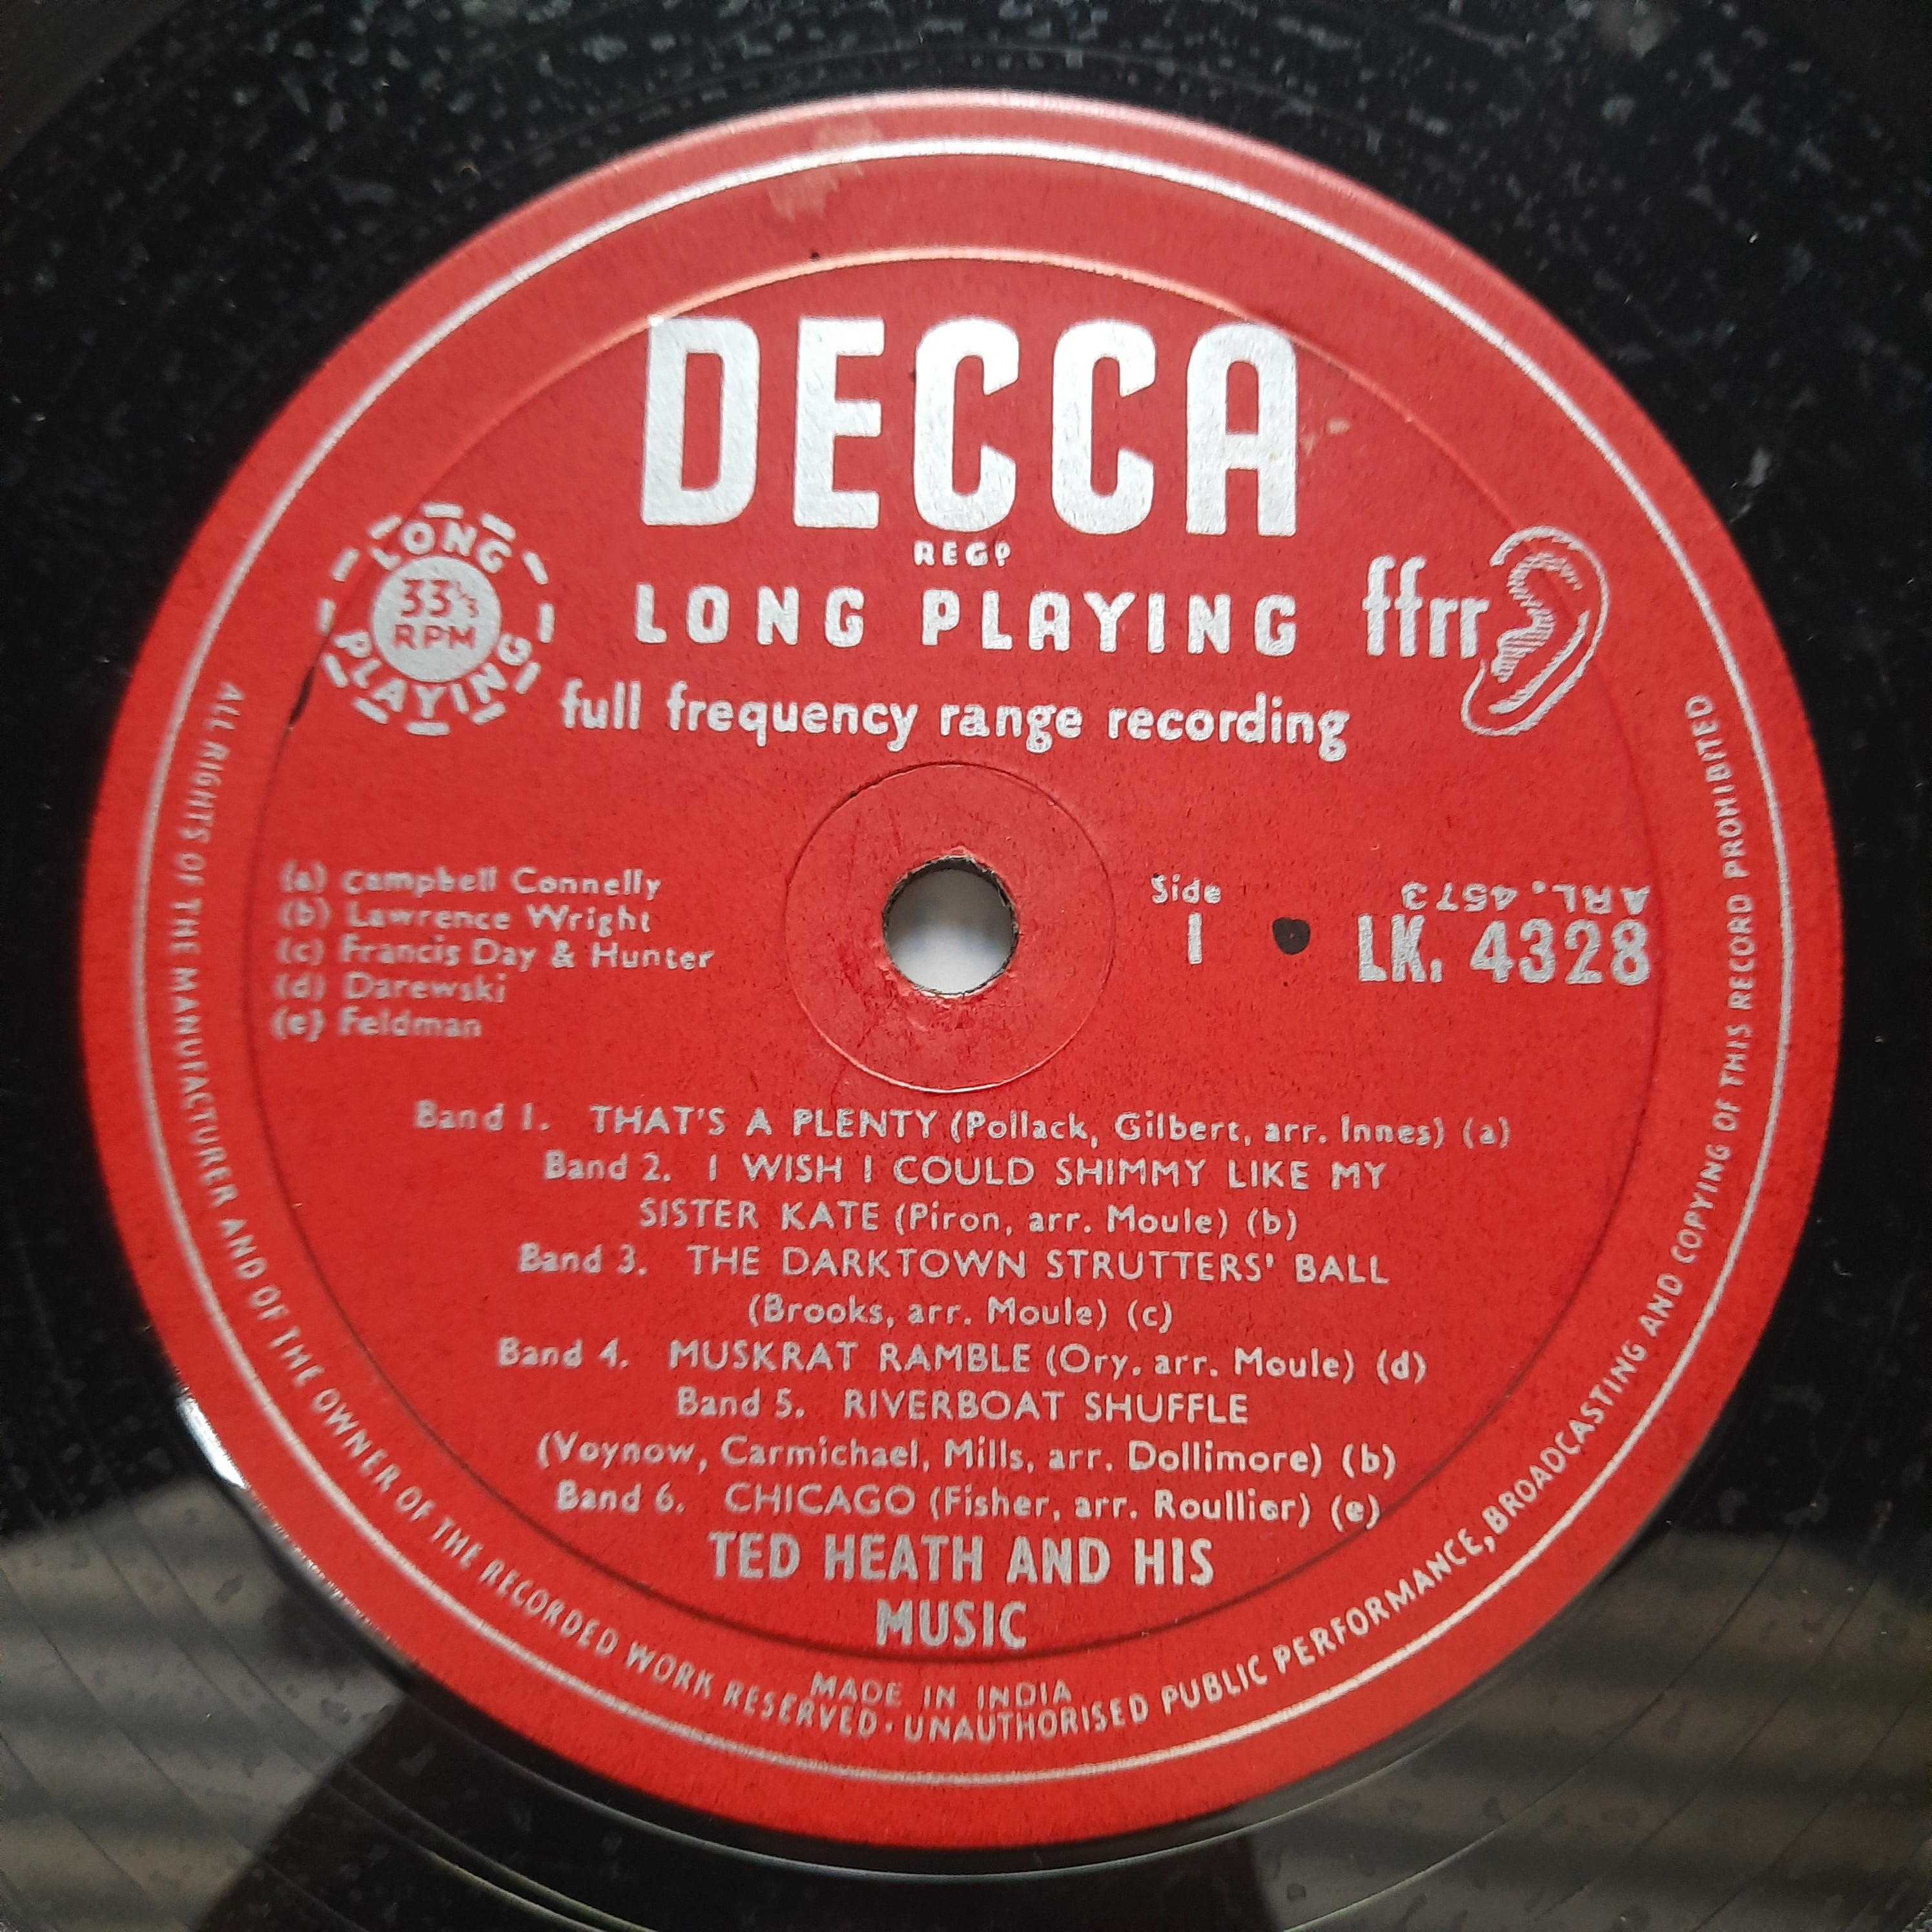 DECCA
REGD
LONG PLAYING
LONG PLAYING
33 1/3
RPM
ffrr
full frequency range recording
(a) Campbell Connelly
(b) Lawrence Wright
(c) Francis Day & Hunter
(d) Darewski
(e) Feldman
Side
1
ARL. 4573
LK. 4328
Band 1. THAT'S A PLENTY (Pollack, Gilbert, arr. Innes) (a)
Band 2. I WISH I COULD SHIMMY LIKE MY
SISTER KATE (Piron, arr. Moule) (b)
Band 3. THE DARKTOWN STRUTTERS' BALL
(Brooks, arr. Moule) (c)
Band 4. MUSKRAT RAMBLE (Ory, arr. Moule) (d)
Band 5. RIVERBOAT SHUFFLE
(Voynow, Carmichael, Mills, arr. Dollimore) (b)
Band 6. CHICAGO (Fisher, arr. Roullier) (e)
TED HEATH AND HIS
MUSIC
MADE IN INDIA
ALL RIGHTS OF THE MANUFACTURER AND OF THE OWNER OF THE RECORDED WORK RESERVED · UNAUTHORISED PUBLIC PERFORMANCE, BROADCASTING AND COPYING OF THIS RECORD PROHIBITED